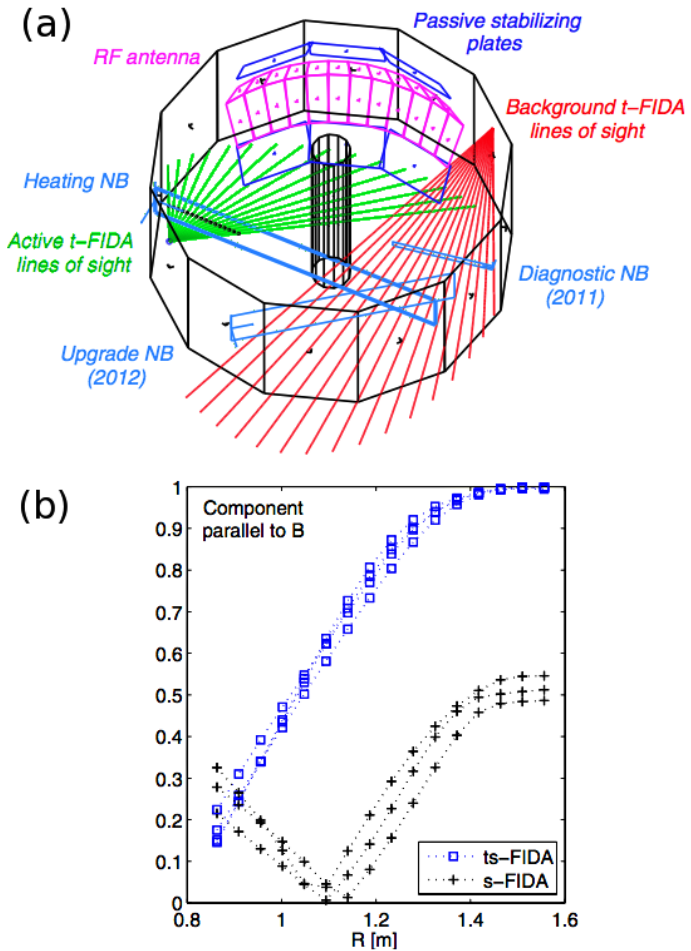 (a)
Passive stabilizing
plates
RF antenna
Background t-FIDA
lines of sight
Heating NB
Active t-FIDA
lines of sight
Diagnostic NB
(2011)
Upgrade NB
(2012)
(b)
Component
parallel to B
1
0.9
0.8
0.7
0.6
0.5
0.4
0.3
0.2
0.1
0
ts-FIDA
s-FIDA
0.8
1
1.2
1.4
1.6
R [m]